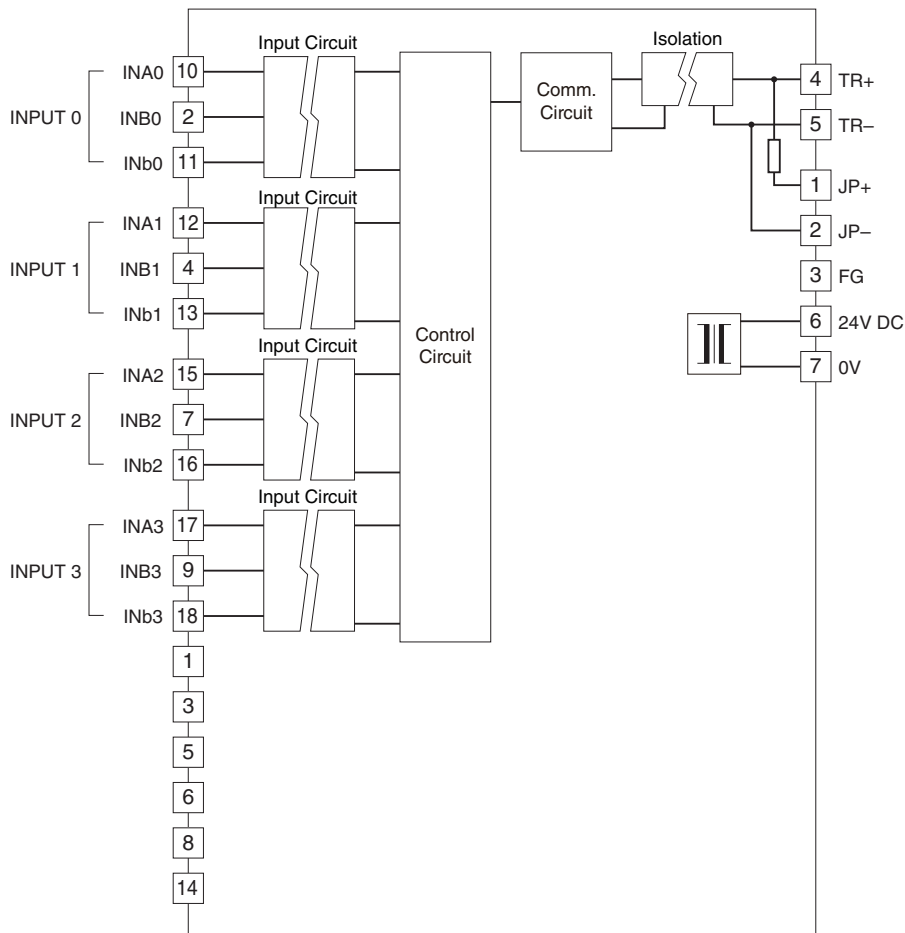 Input Circuit
INPUT 0
INA0 10
INB0 2
INb0 11
Input Circuit
INPUT 1
INA1 12
INB1 4
INb1 13
Input Circuit
INPUT 2
INA2 15
INB2 7
INb2 16
Input Circuit
INPUT 3
INA3 17
INB3 9
INb3 18
1
3
5
6
8
14
Control
Circuit
Comm.
Circuit
Isolation
4 TR+
5 TR–
1 JP+
2 JP–
3 FG
6 24V DC
7 0V